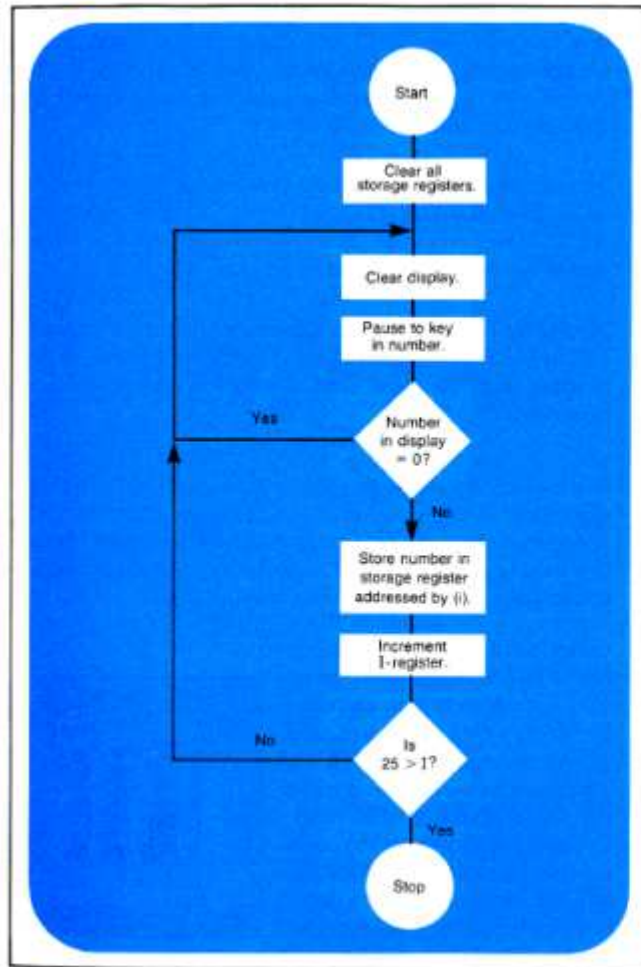 Start
Clear all
storage registers.
Clear display.
Pause to key
in number.
Yes
Number
in display
= 0?
No
Store number in
storage register
addressed by (i).
Increment
I-register.
No
Is
25 > I?
Yes
Stop